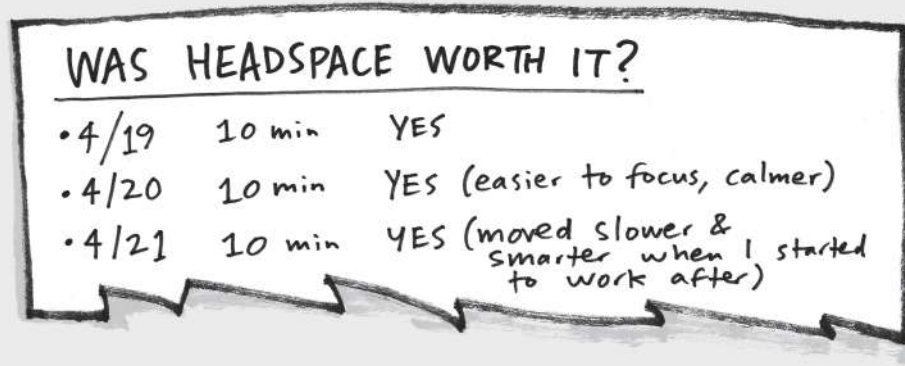 WAS HEADSPACE WORTH IT?
• 4/19 10 min YES
• 4/20 10 min YES (easier to focus, calmer)
• 4/21 10 min YES (moved slower &
smarter when I started
to work after)